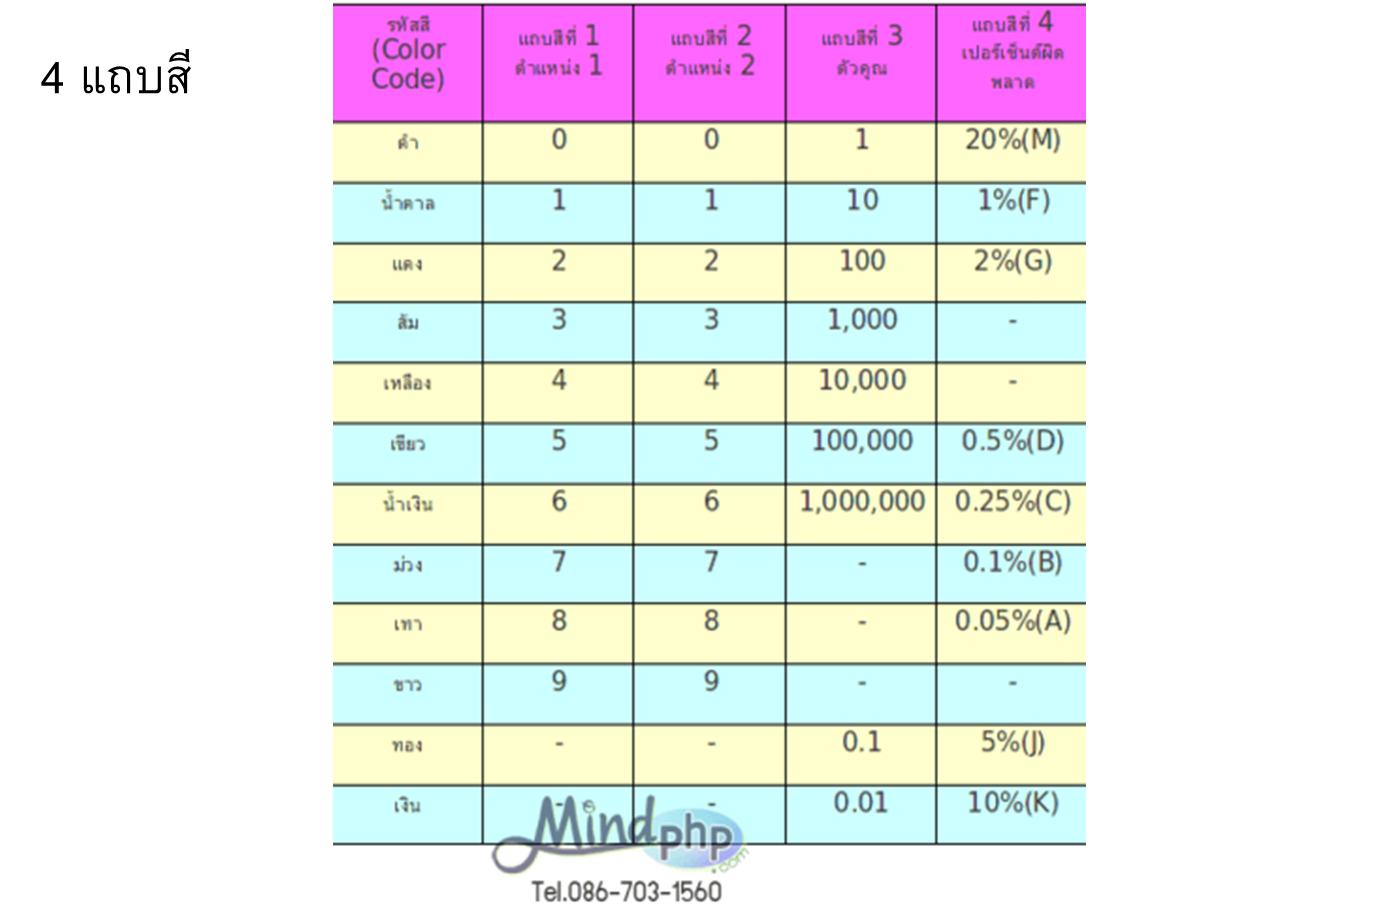 4 แถบสี
รหัสสี (Color Code) แถบสีที่ 1 ตำแหน่ง 1 แถบสีที่ 2 ตำแหน่ง 2 แถบสีที่ 3 ตัวคูณ แถบสีที่ 4 เปอร์เซ็นต์ผิดพลาด
ดำ 0 0 1 20%(M)
น้ำตาล 1 1 10 1%(F)
แดง 2 2 100 2%(G)
ส้ม 3 3 1,000 -
เหลือง 4 4 10,000 -
เขียว 5 5 100,000 0.5%(D)
น้ำเงิน 6 6 1,000,000 0.25%(C)
ม่วง 7 7 - 0.1%(B)
เทา 8 8 - 0.05%(A)
ขาว 9 9 - -
ทอง - - 0.1 5%(J)
เงิน - - 0.01 10%(K)
Mindphp.com
Tel.086-703-1560